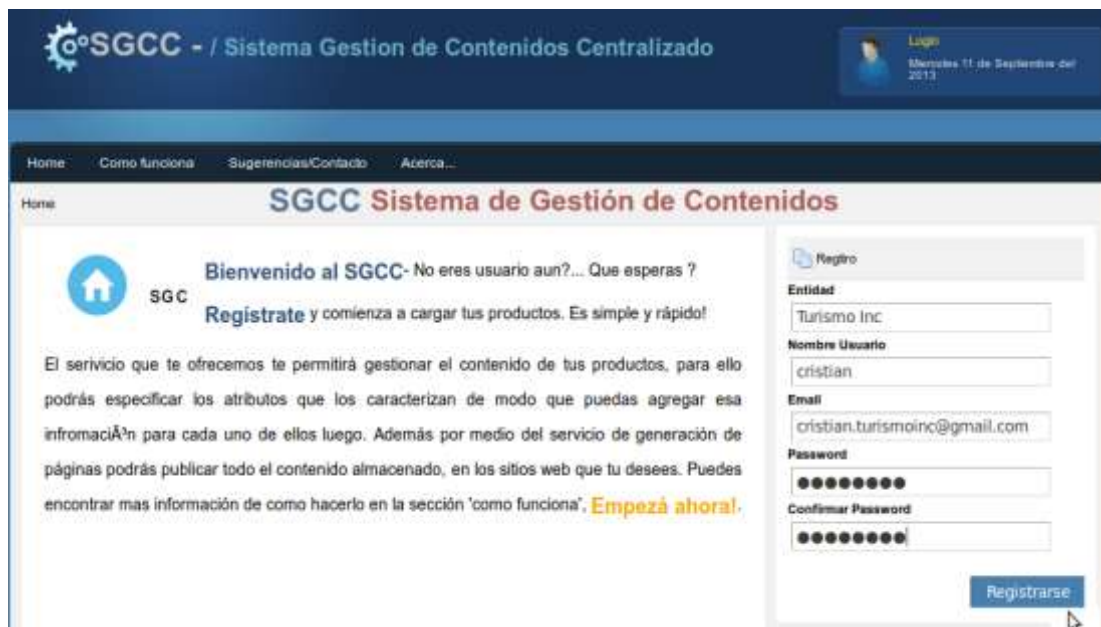 SGCC - / Sistema Gestion de Contenidos Centralizado
Login
Miercoles 11 de Septiembre del
2013
Home Como funciona Sugerencias/Contacto Acerca...
Home
SGCC Sistema de Gestión de Contenidos
SGC
Bienvenido al SGCC- No eres usuario aun?... Que esperas ?
Registrate y comienza a cargar tus productos. Es simple y rápido!
El serivicio que te ofrecemos te permitirá gestionar el contenido de tus productos, para ello
podrás especificar los atributos que los caracterizan de modo que puedas agregar esa
infromaciÃ³n para cada uno de ellos luego. Además por medio del servicio de generación de
páginas podrás publicar todo el contenido almacenado, en los sitios web que tu desees. Puedes
encontrar mas información de como hacerlo en la sección 'como funciona'. Empezá ahora!.
Regitro
Entidad
Turismo Inc
Nombre Usuario
cristian
Email
cristian.turismoinc@gmail.com
Password
●●●●●●●●
Confirmar Password
●●●●●●●●
Registrarse